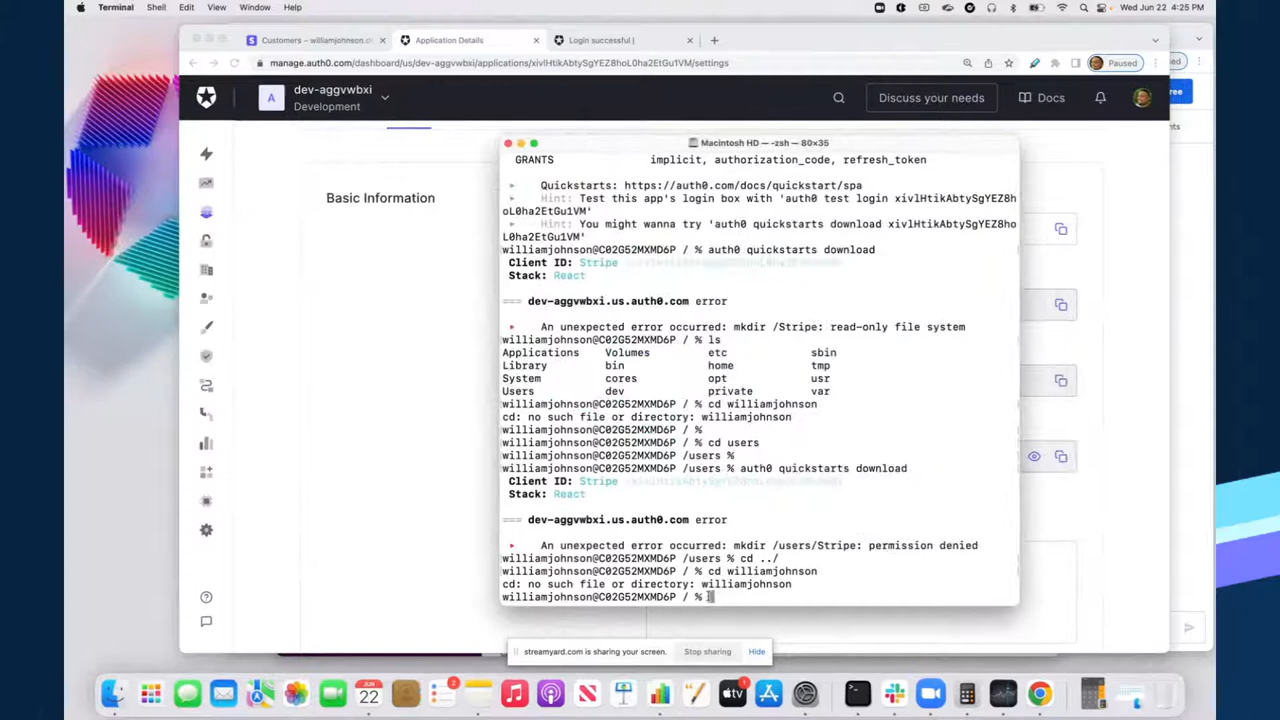 Terminal Shell Edit View Window Help
Wed Jun 22 4:25 PM
Customers – williamjohnson.c
Application Details
Login successful |
manage.auth0.com/dashboard/us/dev-aggvwbxi/applications/xivlHtikAbtySgYEZ8hoL0ha2EtGu1VM/settings
Paused
dev-aggvwbxi
Development
A
Discuss your needs
Docs
Basic Information
Macintosh HD — -zsh — 80×35
GRANTS implicit, authorization_code, refresh_token
▸ Quickstarts: https://auth0.com/docs/quickstart/spa
▸ Hint: Test this app's login box with 'auth0 test login xivlHtikAbtySgYEZ8h
oL0ha2EtGu1VM'
▸ Hint: You might wanna try 'auth0 quickstarts download xivlHtikAbtySgYEZ8ho
L0ha2EtGu1VM'
williamjohnson@C02G52MXMD6P / % auth0 quickstarts download
Client ID: Stripe
Stack: React
=== dev-aggvwbxi.us.auth0.com error
▸ An unexpected error occurred: mkdir /Stripe: read-only file system
williamjohnson@C02G52MXMD6P / % ls
Applications Volumes etc sbin
Library bin home tmp
System cores opt usr
Users dev private var
williamjohnson@C02G52MXMD6P / % cd williamjohnson
cd: no such file or directory: williamjohnson
williamjohnson@C02G52MXMD6P / %
williamjohnson@C02G52MXMD6P / % cd users
williamjohnson@C02G52MXMD6P /users %
williamjohnson@C02G52MXMD6P /users % auth0 quickstarts download
Client ID: Stripe
Stack: React
=== dev-aggvwbxi.us.auth0.com error
▸ An unexpected error occurred: mkdir /users/Stripe: permission denied
williamjohnson@C02G52MXMD6P /users % cd ../
williamjohnson@C02G52MXMD6P / % cd williamjohnson
cd: no such file or directory: williamjohnson
williamjohnson@C02G52MXMD6P / %
streamyard.com is sharing your screen. Stop sharing Hide
JUN
22
2
1
tv